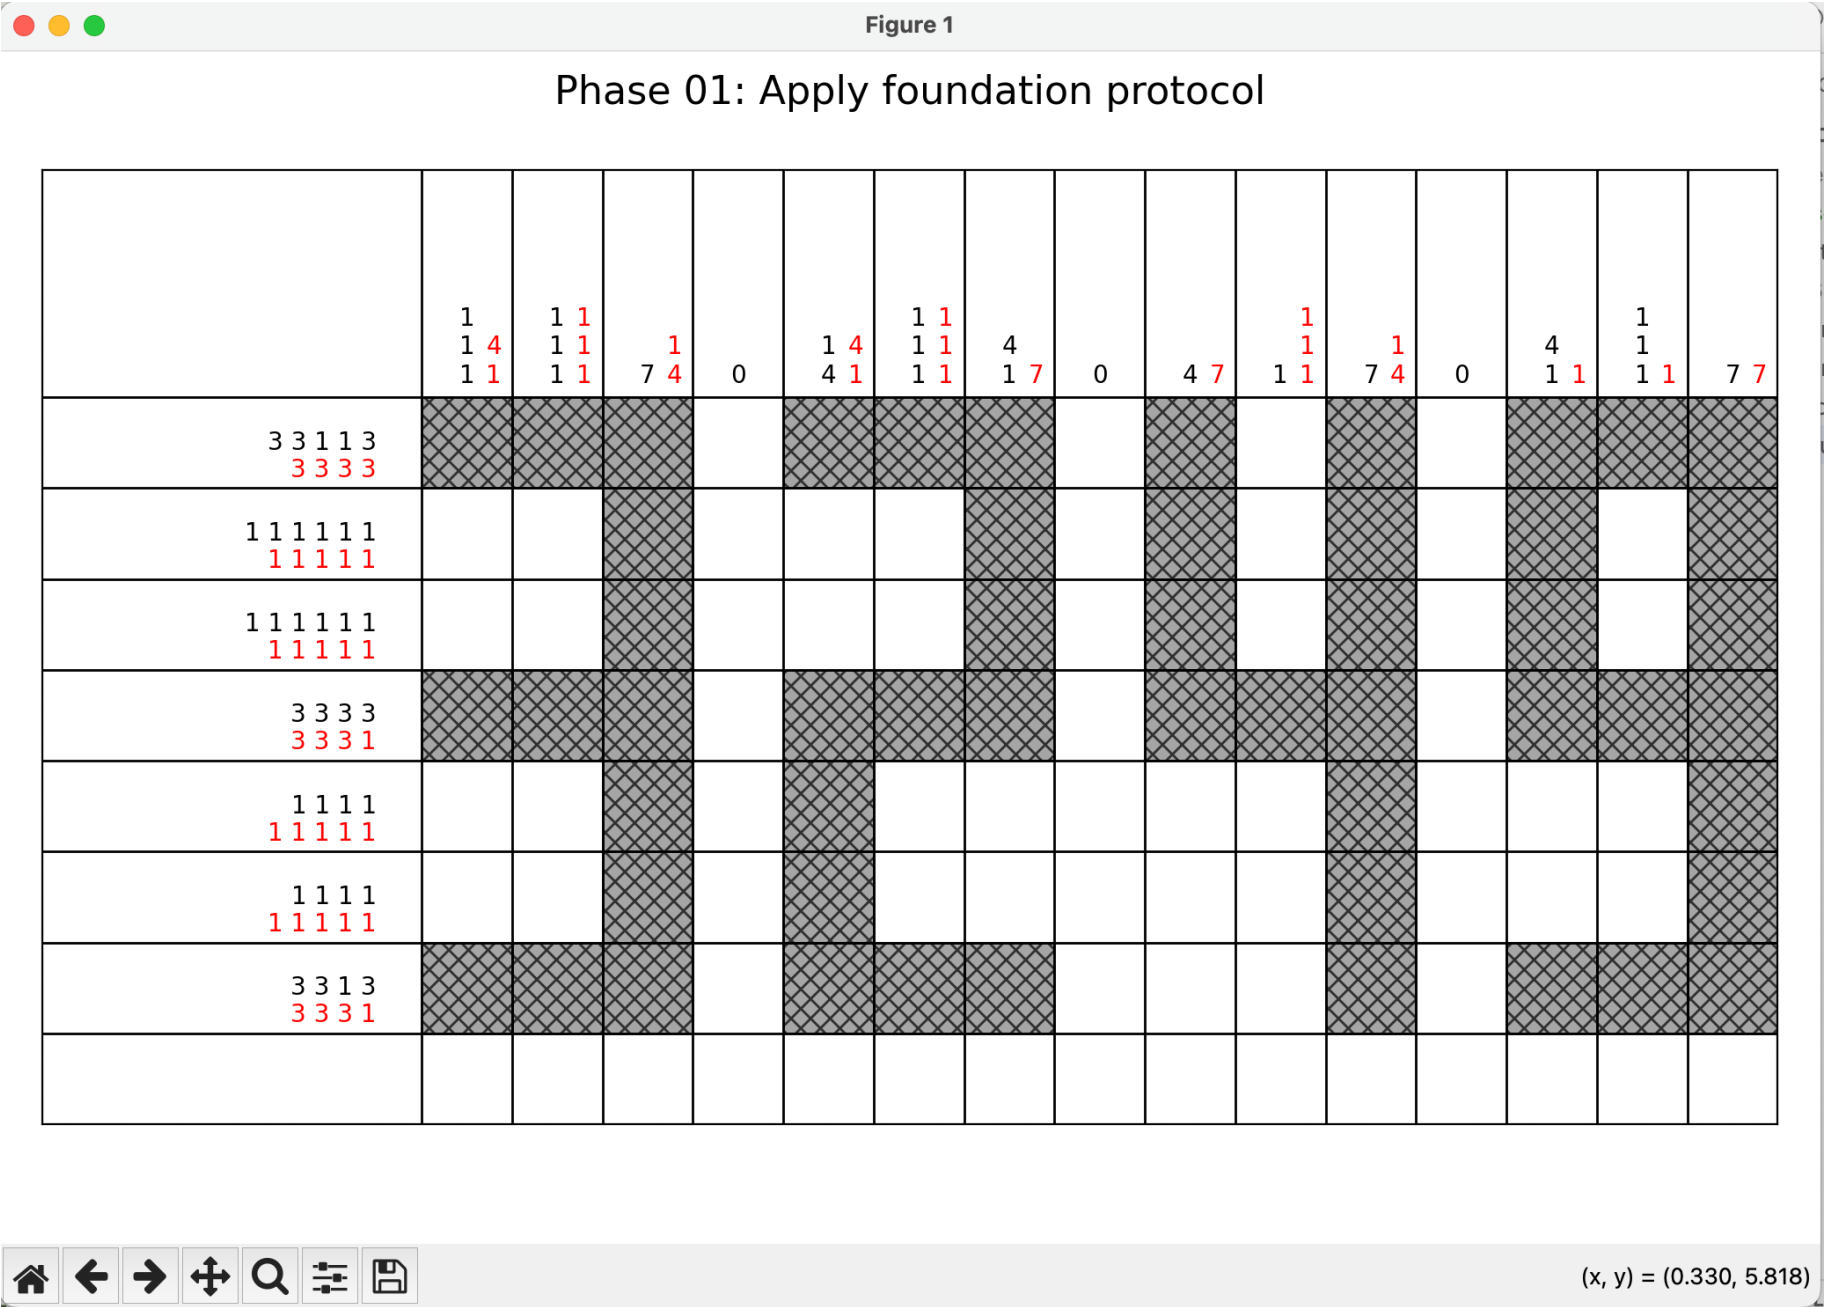 Figure 1
Phase 01: Apply foundation protocol
1 1 1 1 1 1 1
1 4 1 1 1 1 4 1 1 4 1 1 4 1
1 1 1 1 7 4 0 4 1 1 1 1 7 0 4 7 1 1 7 4 0 1 1 1 1 7 7
3 3 1 1 3
3 3 3 3
1 1 1 1 1 1
1 1 1 1 1
1 1 1 1 1 1
1 1 1 1 1
3 3 3 3
3 3 3 1
1 1 1 1
1 1 1 1 1
1 1 1 1
1 1 1 1 1
3 3 1 3
3 3 3 1
(x, y) = (0.330, 5.818)